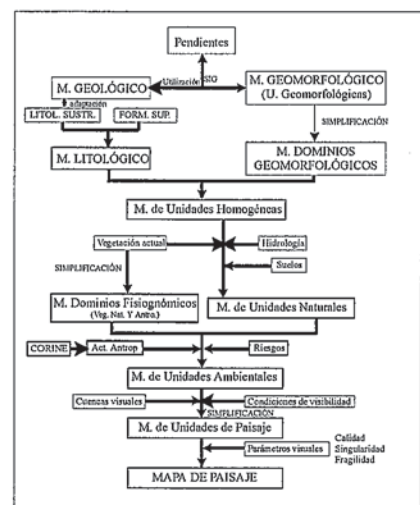 Pendientes
Utilización SIG
M. GEOLÓGICO
M. GEOMORFOLÓGICO
(U. Geomorfológicas)
adaptación
LITOL. SUSTR.
FORM. SUP.
SIMPLIFICACIÓN
M. LITOLÓGICO
M. DOMINIOS
GEOMORFOLÓGICOS
M. de Unidades Homogéneas
Vegetación actual
Hidrología
SIMPLIFICACIÓN
Suelos
M. Dominios Fisiognómicos
(Veg. Nat. Y Antro.)
M. de Unidades Naturales
CORINE
Act. Antrop
Riesgos
M. de Unidades Ambientales
Cuencas visuales
Condiciones de visibilidad
SIMPLIFICACIÓN
M. de Unidades de Paisaje
Parámetros visuales
Calidad
Singularidad
Fragilidad
MAPA DE PAISAJE